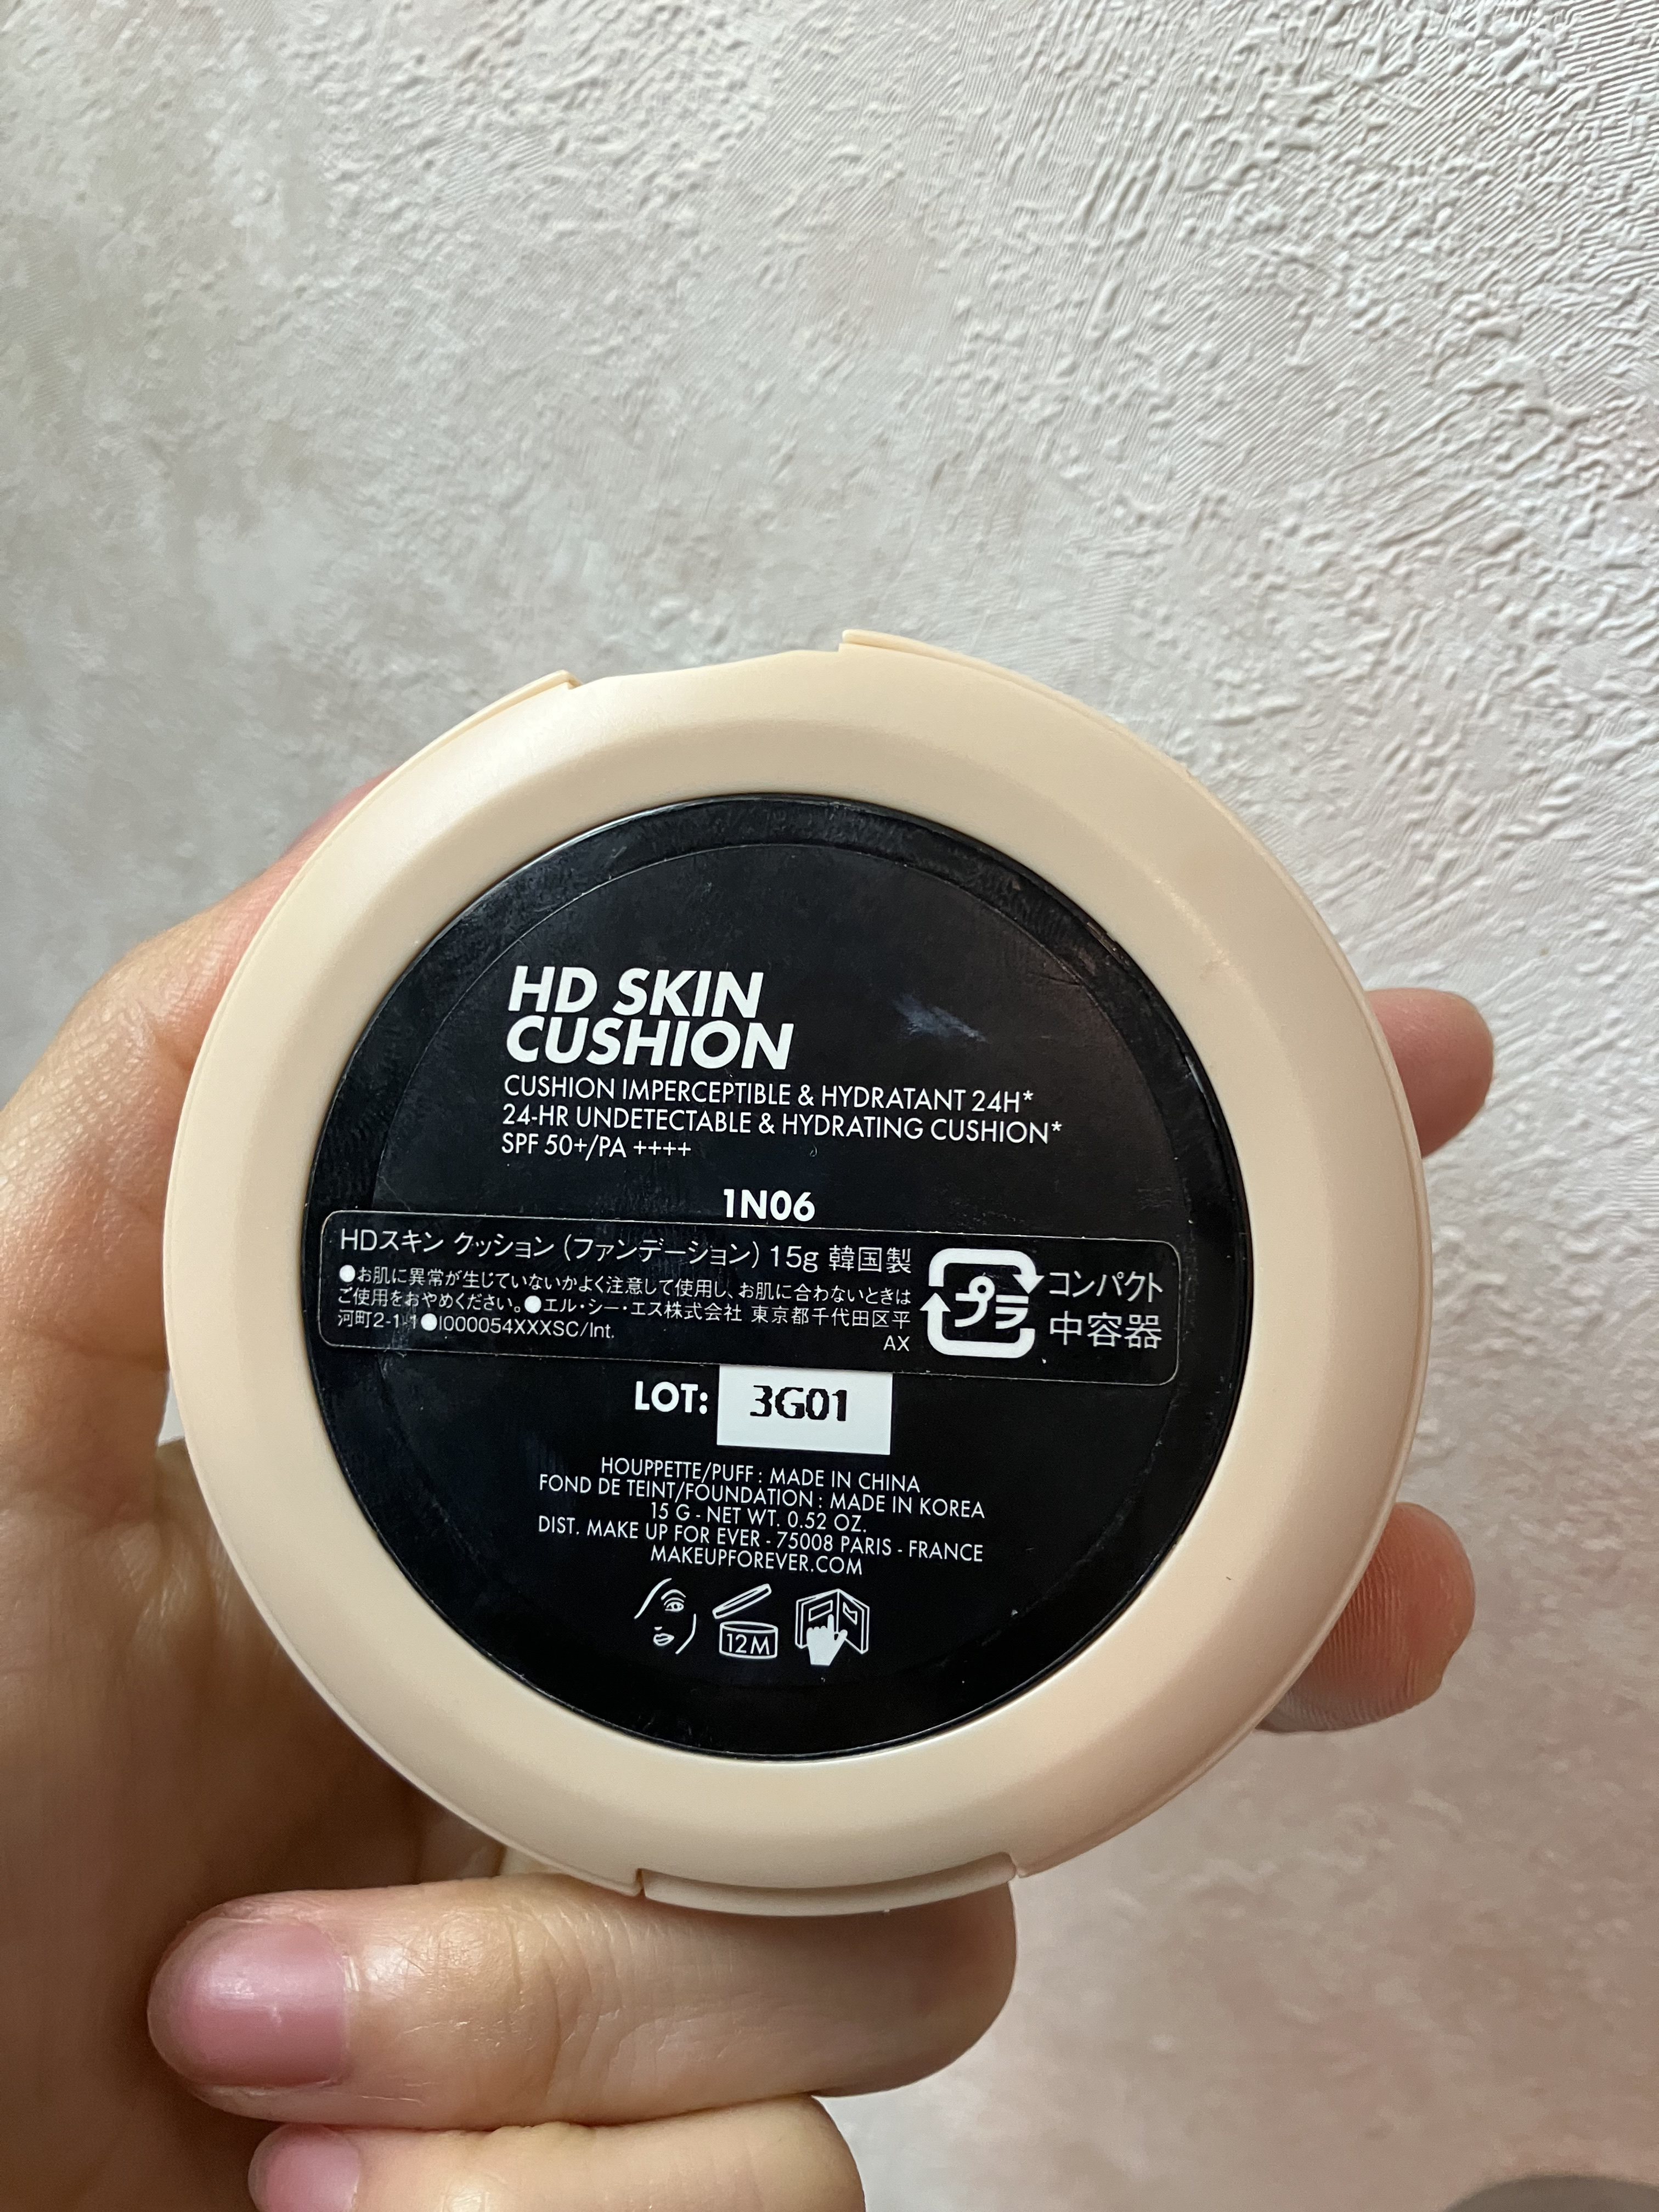 HD SKIN
CUSHION
CUSHION IMPERCEPTIBLE & HYDRATANT 24H*
24-HR UNDETECTABLE & HYDRATING CUSHION*
SPF 50+/PA ++++
1N06
HDスキン クッション (ファンデーション) 15g 韓国製
●お肌に異常が生じていないかよく注意して使用し、お肌に合わないときは
ご使用をおやめください。●エル・シー・エス株式会社 東京都千代田区平
河町2-1-1●I000054XXXSC/Int.
AX
プラ
コンパクト
中容器
LOT: 3G01
HOUPPETTE/PUFF : MADE IN CHINA
FOND DE TEINT/FOUNDATION : MADE IN KOREA
15 G - NET WT. 0.52 OZ.
DIST. MAKE UP FOR EVER - 75008 PARIS - FRANCE
MAKEUPFOREVER.COM
12M